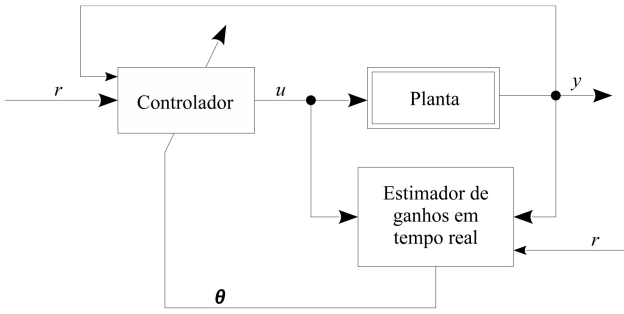 r
Controlador
u
Planta
y
Estimador de
ganhos em
tempo real
r
θ